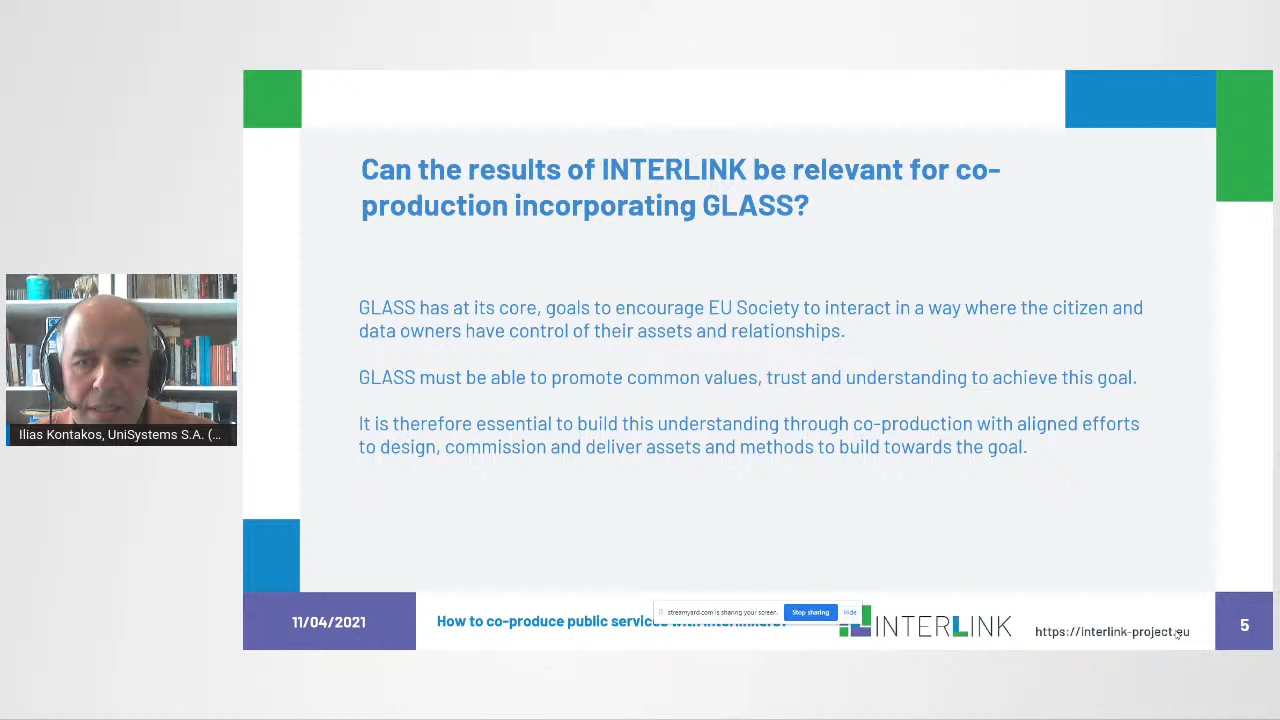 Can the results of INTERLINK be relevant for co-
production incorporating GLASS?
GLASS has at its core, goals to encourage EU Society to interact in a way where the citizen and
data owners have control of their assets and relationships.
GLASS must be able to promote common values, trust and understanding to achieve this goal.
It is therefore essential to build this understanding through co-production with aligned efforts
to design, commission and deliver assets and methods to build towards the goal.
Ilias Kontakos, UniSystems S.A. (...
11/04/2021
How to co-produce public services with interlinkers?
streamyard.com is sharing your screen.
Stop sharing
Hide
INTERLINK
https://interlink-project.eu
5